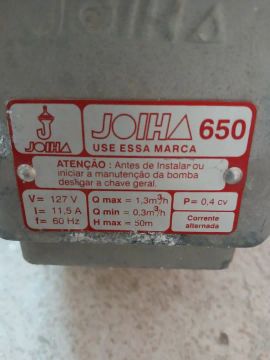 J
JOIHA
JOIHA 650
USE ESSA MARCA
ATENÇÃO : Antes de Instalar ou
iniciar a manutenção da bomba
desligar a chave geral.
V= 127 V
I= 11,5 A
f= 60 Hz
Q max = 1,3m³/h
Q min = 0,3m³/h
H max = 50m
P= 0,4 cv
Corrente
alternada